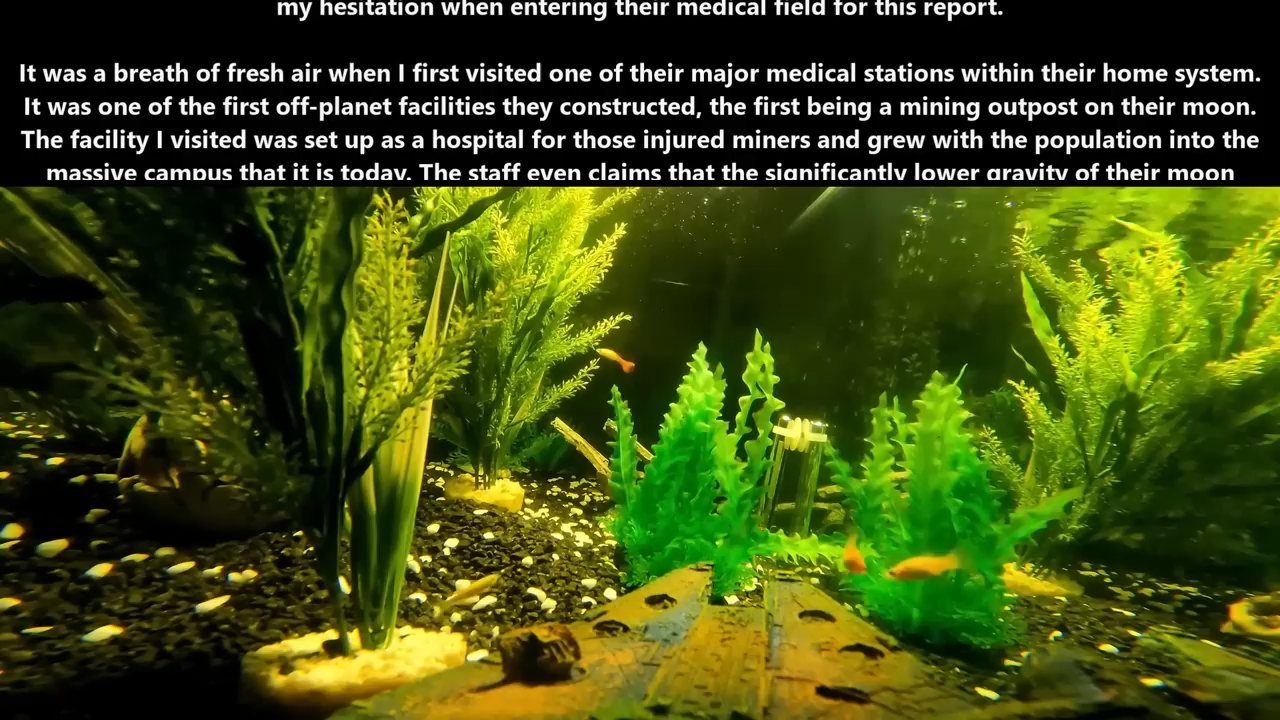 my hesitation when entering their medical field for this report.
It was a breath of fresh air when I first visited one of their major medical stations within their home system.
It was one of the first off-planet facilities they constructed, the first being a mining outpost on their moon.
The facility I visited was set up as a hospital for those injured miners and grew with the population into the
massive campus that it is today. The staff even claims that the significantly lower gravity of their moon